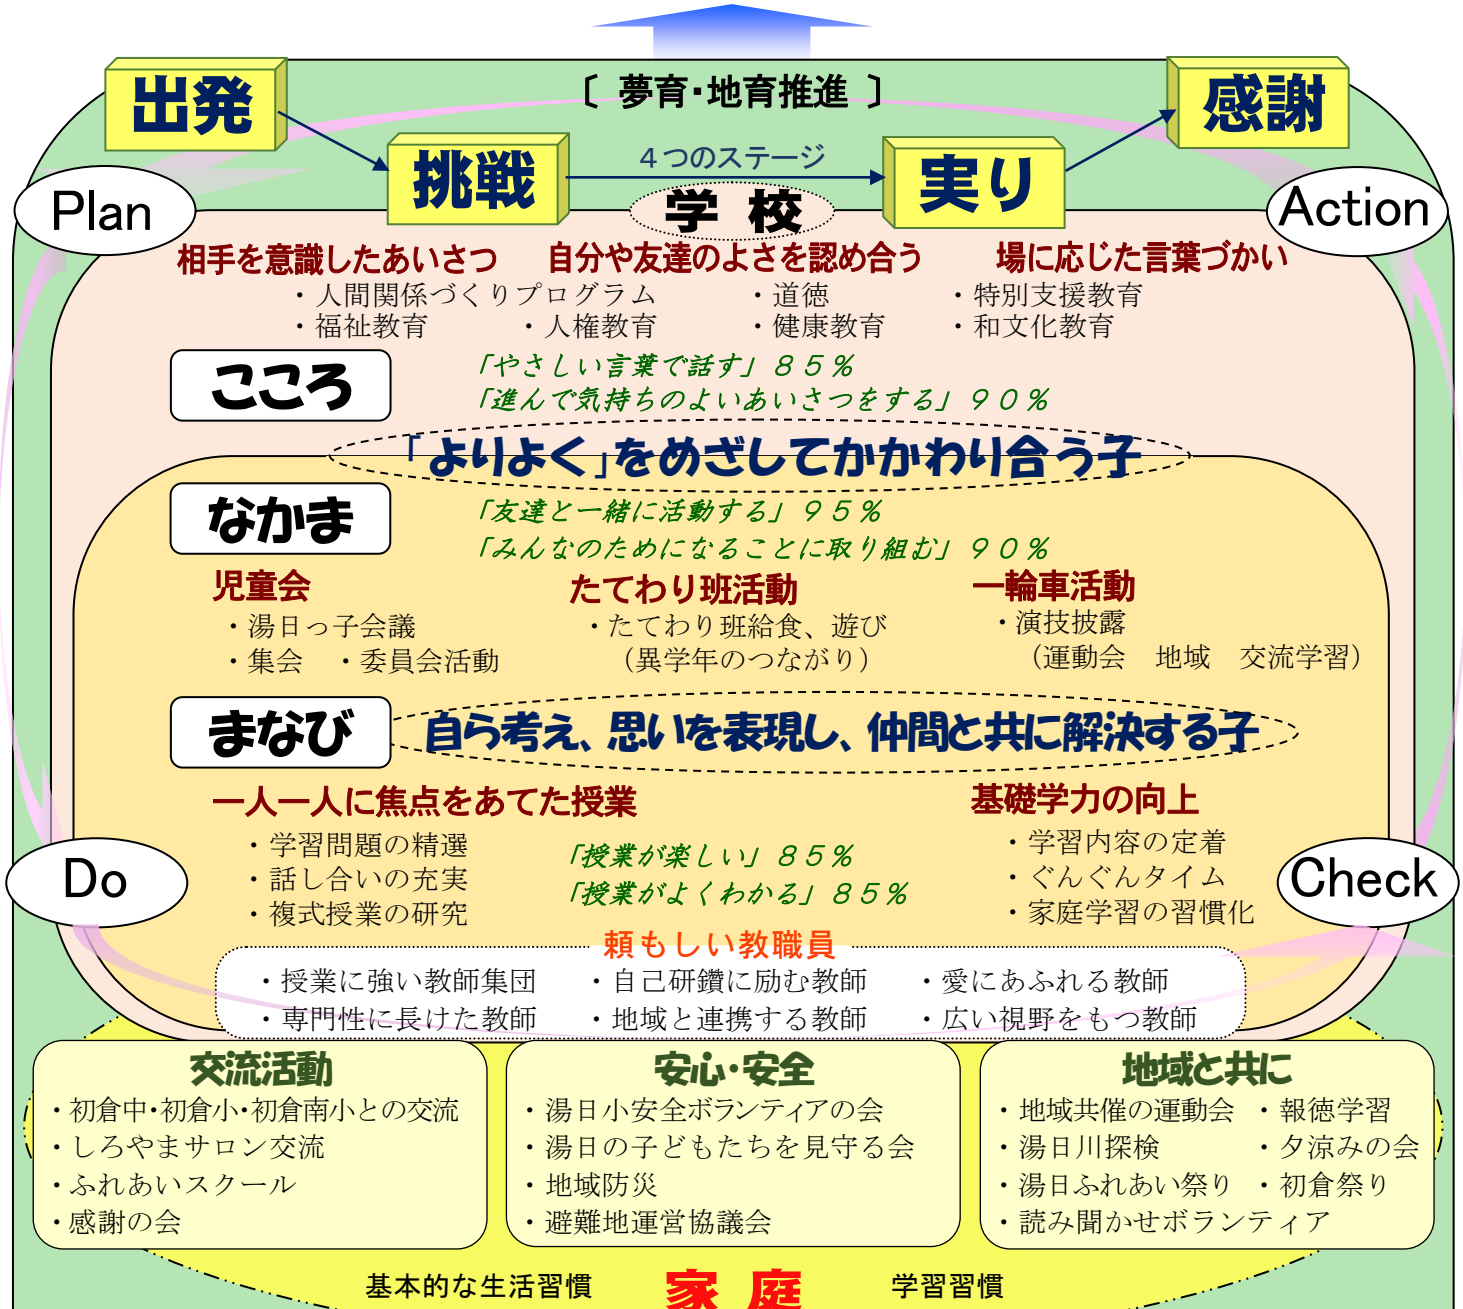 〔 夢育・地育推進 〕
出発
挑戦
4つのステージ
実り
感謝
Plan
学 校
Action
相手を意識したあいさつ　自分や友達のよさを認め合う　場に応じた言葉づかい
・人間関係づくりプログラム　・道徳　・特別支援教育
・福祉教育　・人権教育　・健康教育　・和文化教育
こころ
「やさしい言葉で話す」85％
「進んで気持ちのよいあいさつをする」90％
「よりよく」をめざしてかかわり合う子
なかま
「友達と一緒に活動する」95％
「みんなのためになることに取り組む」90％
児童会
・湯日っ子会議
・集会　・委員会活動
たてわり班活動
・たてわり班給食、遊び
（異学年のつながり）
一輪車活動
・演技披露
（運動会　地域　交流学習）
まなび
自ら考え、思いを表現し、仲間と共に解決する子
一人一人に焦点をあてた授業
・学習問題の精選
・話し合いの充実
・複式授業の研究
「授業が楽しい」85％
「授業がよくわかる」85％
基礎学力の向上
・学習内容の定着
・ぐんぐんタイム
・家庭学習の習慣化
Do
Check
頼もしい教職員
・授業に強い教師集団　・自己研鑽に励む教師　・愛にあふれる教師
・専門性に長けた教師　・地域と連携する教師　・広い視野をもつ教師
交流活動
・初倉中・初倉小・初倉南小との交流
・しろやまサロン交流
・ふれあいスクール
・感謝の会
安心・安全
・湯日小安全ボランティアの会
・湯日の子どもたちを見守る会
・地域防災
・避難地運営協議会
地域と共に
・地域共催の運動会　・報徳学習
・湯日川探検　・夕涼みの会
・湯日ふれあい祭り　・初倉祭り
・読み聞かせボランティア
基本的な生活習慣　家 庭　学習習慣